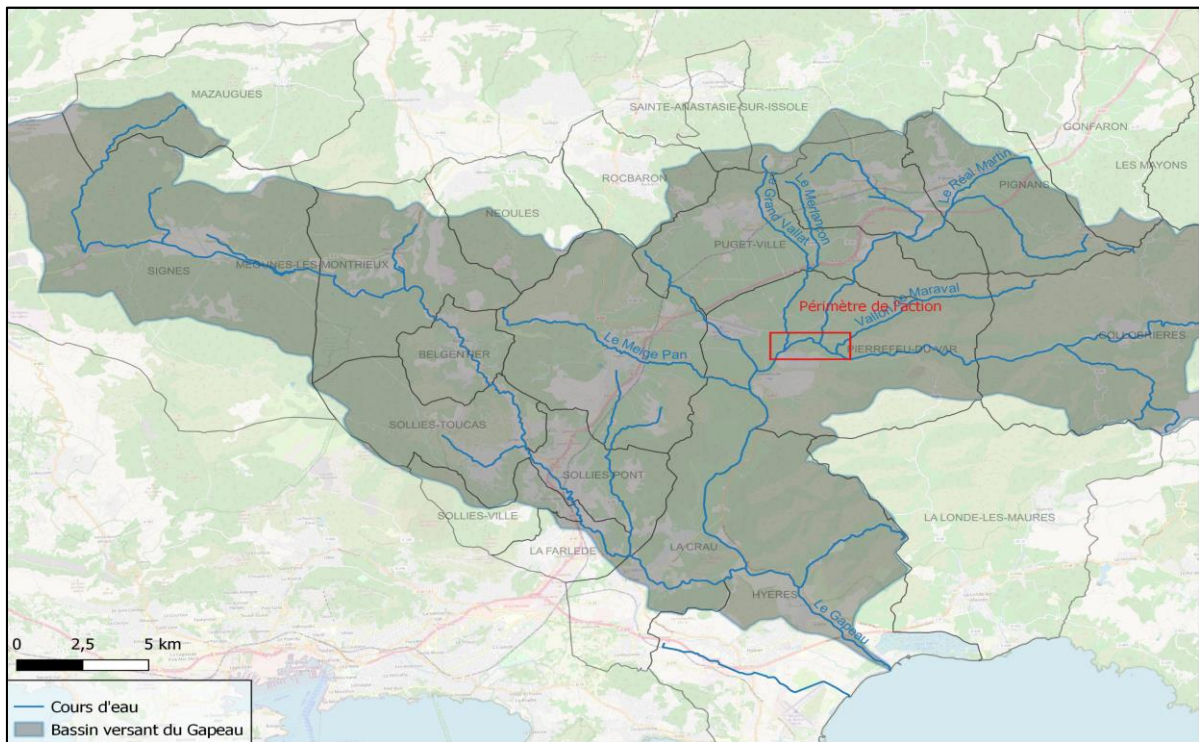 MAZAUGUES
SAINTE-ANASTASIE-SUR-ISSOLE
GONFARON
LES MAYONS
ROCBARON
Le Réal Martin
PIGNANS
Le Grand Vallat
Le Merlançon
NEOULES
PUGET-VILLE
SIGNES
MEOUNES-LES-MONTRIEUX
Vallon de Maraval
Périmètre de l'action
COLLOBRIERES
Le Meige Pan
PIERREFEU-DU-VAR
BELGENTIER
SOLLIES-TOUCAS
SOLLIES-PONT
SOLLIES-VILLE
LA LONDE-LES-MAURES
LA FARLEDE
LA CRAU
HYERES
Le Gapeau
0 2,5 5 km
Cours d'eau
Bassin versant du Gapeau